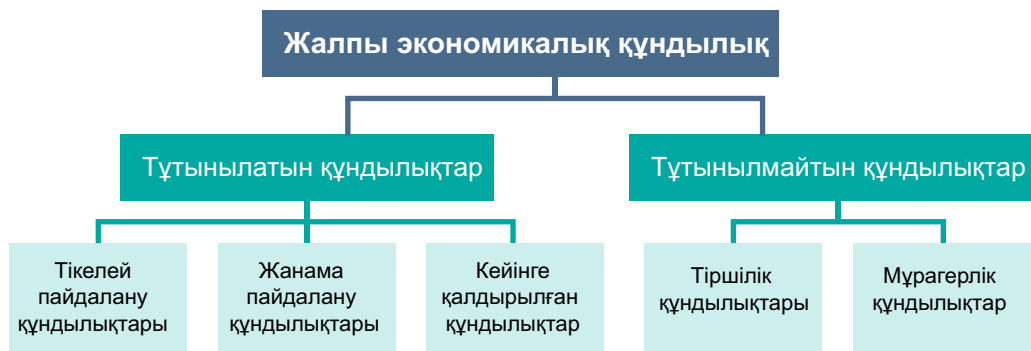 Жалпы экономикалық құндылық
Тұтынылатын құндылықтар
Тұтынылмайтын құндылықтар
Тікелей
пайдалану
құндылықтары
Жанама
пайдалану
құндылықтары
Кейінге
қалдырылған
құндылықтар
Тіршілік
құндылықтары
Мұрагерлік
құндылықтар